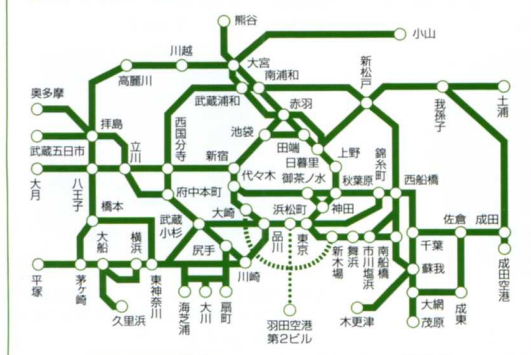 熊谷
小山
川越
大宮
新松戸
高麗川
南浦和
武蔵浦和
奥多摩
我孫子
土浦
赤羽
拝島
西国分寺
池袋
田端
上野
錦糸町
武蔵五日市
立川
新宿
日暮里
西船橋
代々木
御茶ノ水
秋葉原
大月
八王子
府中本町
橋本
武蔵小杉
大崎
浜松町
神田
佐倉
成田
大船
横浜
尻手
品川
東京
新木場
舞浜
市川塩浜
南船橋
千葉
蘇我
平塚
茅ヶ崎
東神奈川
川崎
成田空港
久里浜
海芝浦
大川
扇町
羽田空港
第2ビル
木更津
大網
成東
茂原